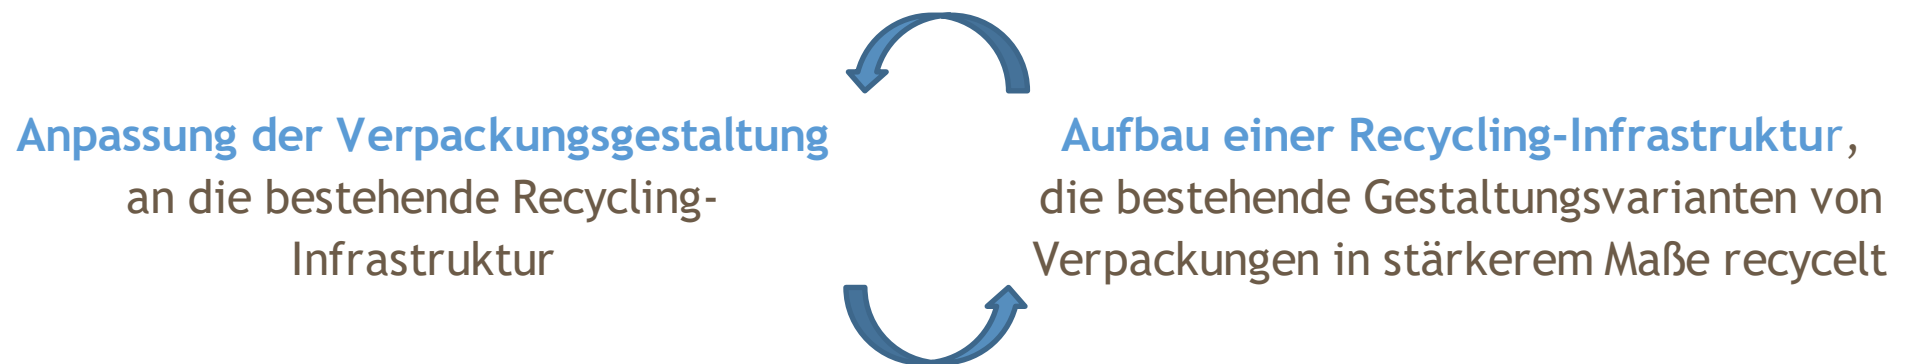 Anpassung der Verpackungsgestaltung
an die bestehende Recycling-
Infrastruktur
Aufbau einer Recycling-Infrastruktur,
die bestehende Gestaltungsvarianten von
Verpackungen in stärkerem Maße recycelt